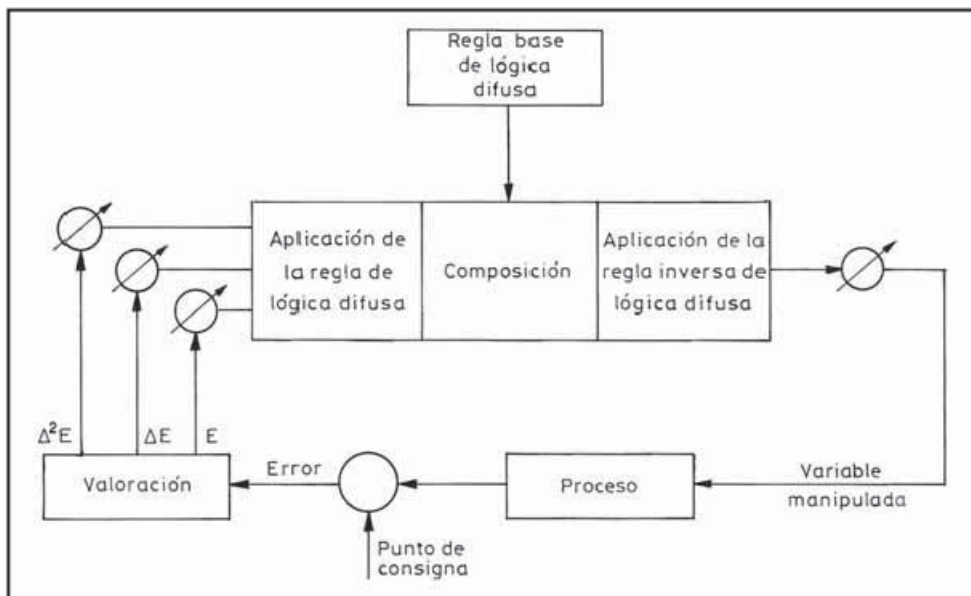 Regla base
de lógica
difusa
Aplicación de
la regla de
lógica difusa
Composición
Aplicación de la
regla inversa de
lógica difusa
Δ²E
ΔE
E
Valoración
Error
Proceso
Variable
manipulada
Punto de
consigna